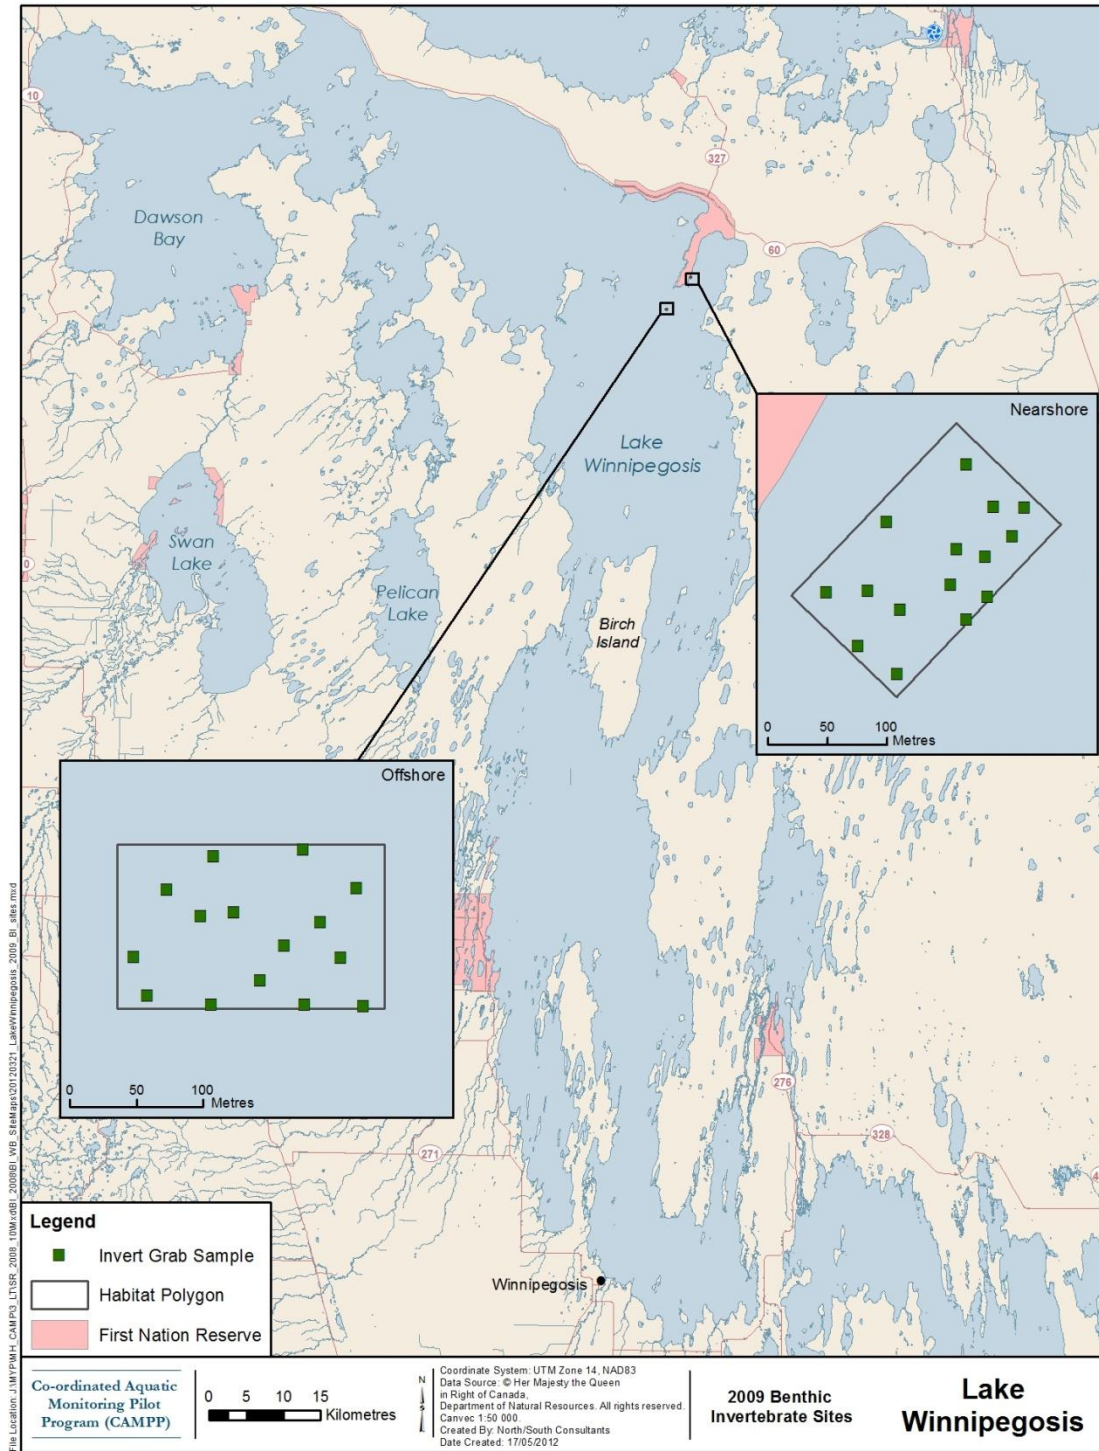 10
327
60
Dawson
Bay
Nearshore
0 50 100
Metres
Lake
Winnipegosis
Swan
Lake
Pelican
Lake
Birch
Island
Offshore
0 50 100
Metres
276
328
271
Winnipegosis
Legend
Invert Grab Sample
Habitat Polygon
First Nation Reserve
Co-ordinated Aquatic
Monitoring Pilot
Program (CAMPP)
0 5 10 15
Kilometres
N
S
Coordinate System: UTM Zone 14, NAD83
Data Source: © Her Majesty the Queen
in Right of Canada,
Department of Natural Resources. All rights reserved.
Canvec 1:50 000.
Created By: North/South Consultants
Date Created: 17/05/2012
2009 Benthic
Invertebrate Sites
Lake
Winnipegosis